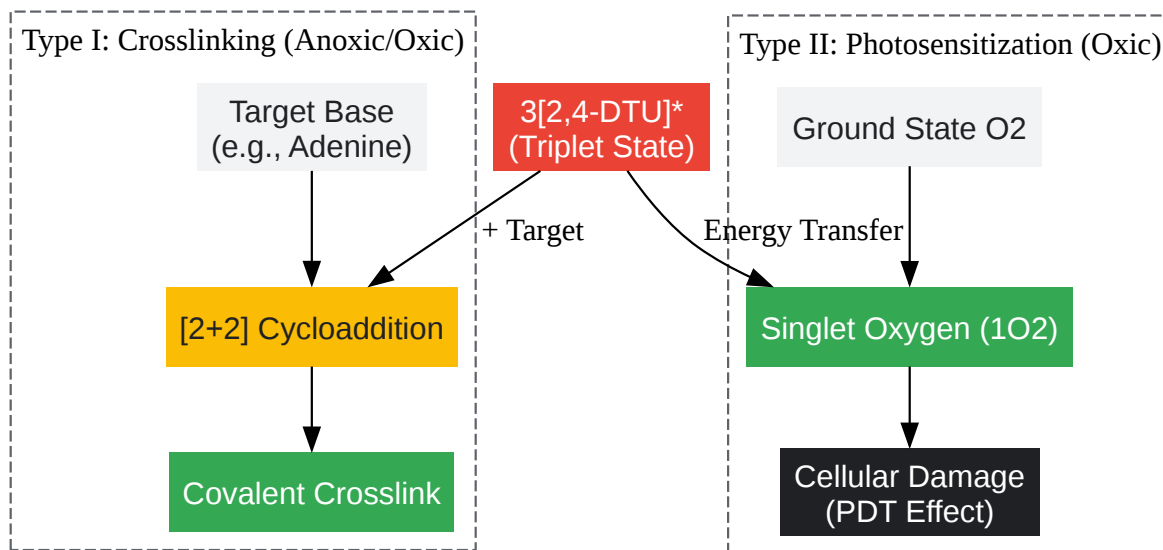 Type I: Crosslinking (Anoxic/Oxic)
Type II: Photosensitization (Oxic)
Target Base
(e.g., Adenine)
3[2,4-DTU]*
(Triplet State)
Ground State O2
+ Target
Energy Transfer
[2+2] Cycloaddition
Singlet Oxygen (1O2)
Covalent Crosslink
Cellular Damage
(PDT Effect)